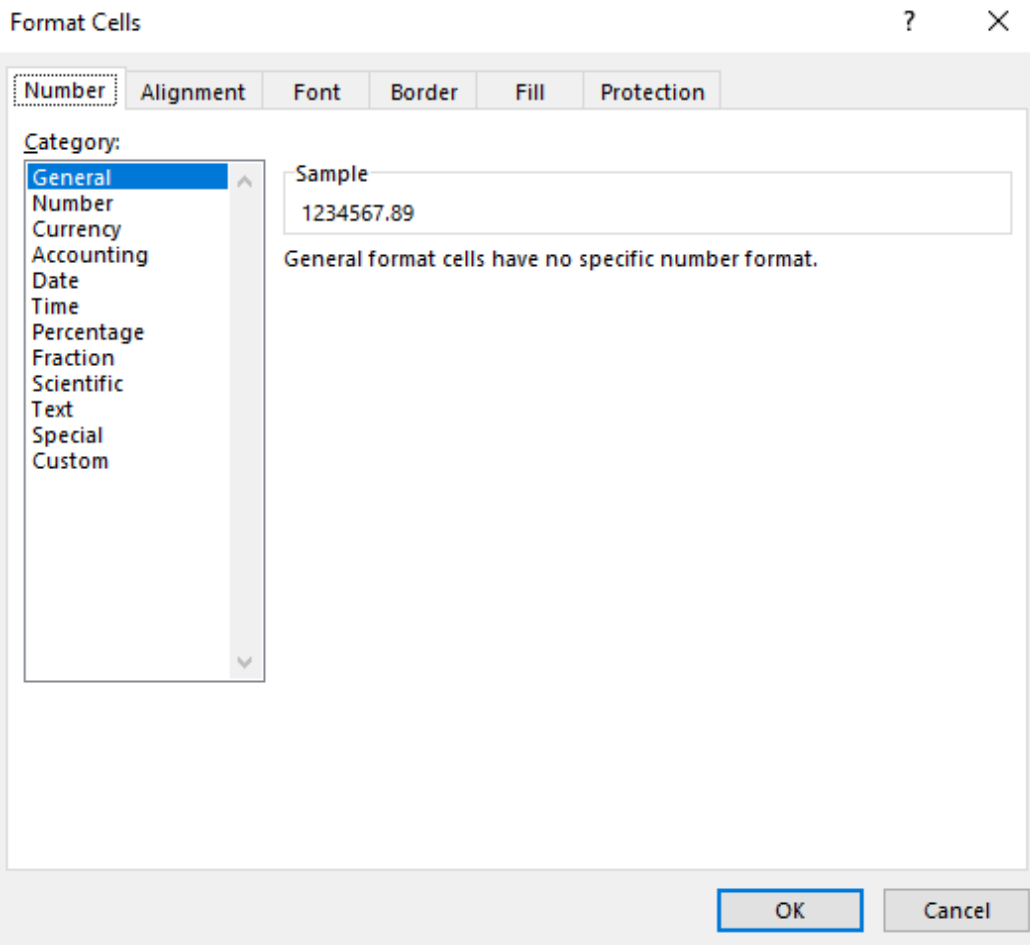 Format Cells ?
Number Alignment Font Border Fill Protection
Category:
General
Number
Currency
Accounting
Date
Time
Percentage
Fraction
Scientific
Text
Special
Custom
Sample
1234567.89
General format cells have no specific number format.
OK Cancel